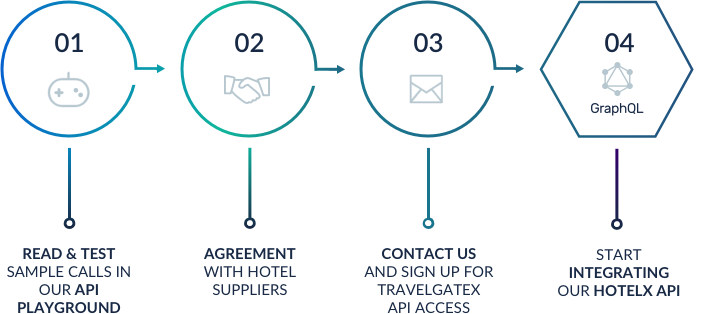 01
02
03
04
GraphQL
READ & TEST
SAMPLE CALLS IN
OUR API
PLAYGROUND
AGREEMENT
WITH HOTEL
SUPPLIERS
CONTACT US
AND SIGN UP FOR
TRAVELGATEX
API ACCESS
START
INTEGRATING
OUR HOTELX API